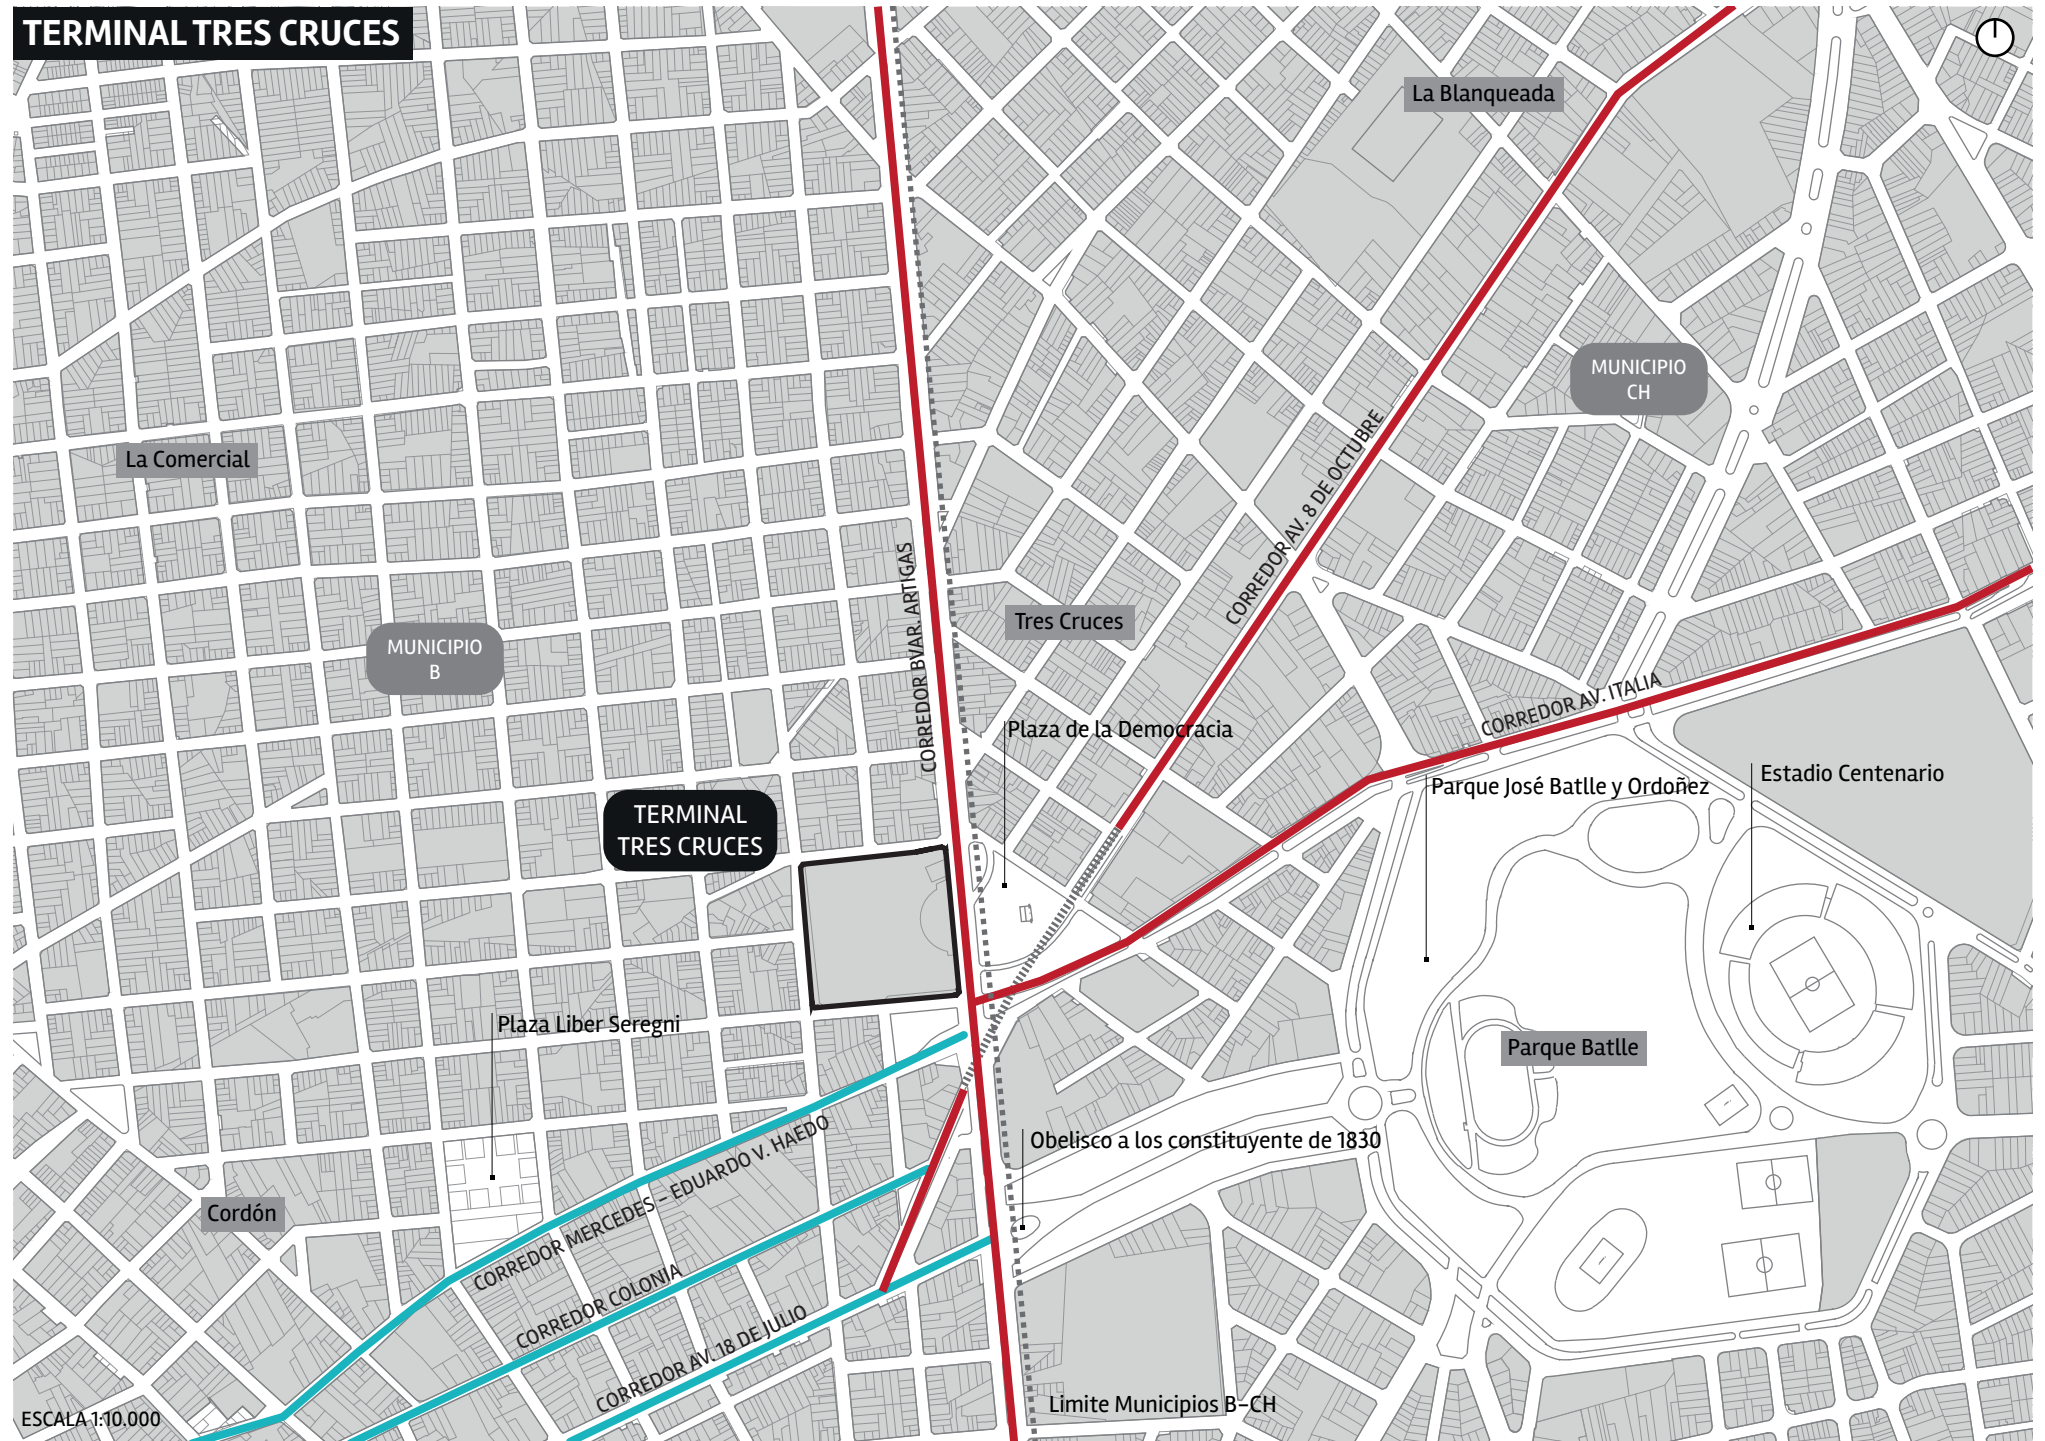 TERMINAL TRES CRUCES
La Blanqueada
MUNICIPIO
CH
CORREDOR AV. 8 DE OCTUBRE
La Comercial
CORREDOR BVAR. ARTIGAS
Tres Cruces
MUNICIPIO
B
CORREDOR AV. ITALIA
Plaza de la Democracia
Estadio Centenario
Parque José Batlle y Ordoñez
TERMINAL
TRES CRUCES
Plaza Liber Seregni
Parque Batlle
Obelisco a los constituyente de 1830
CORREDOR MERCEDES – EDUARDO V. HAEDO
Cordón
CORREDOR COLONIA
CORREDOR AV. 18 DE JULIO
Limite Municipios B–CH
ESCALA 1:10.000